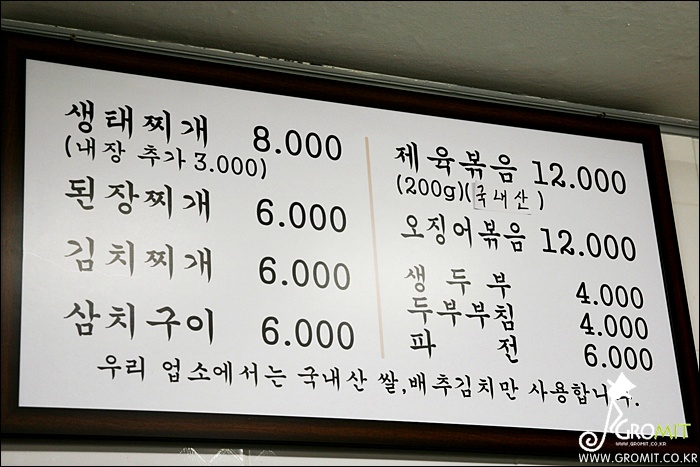 생태찌개 8.000
(내장 추가 3.000)
된장찌개 6.000
김치찌개 6.000
삼치구이 6.000
제육볶음 12.000
(200g)(국내산)
오징어볶음 12.000
생두부 4.000
두부부침 4.000
파전 6.000
우리 업소에서는 국내산 쌀,배추김치만 사용합니다.
GROMIT
WWW.GROMIT.CO.KR
WWW.GROMIT.CO.KR